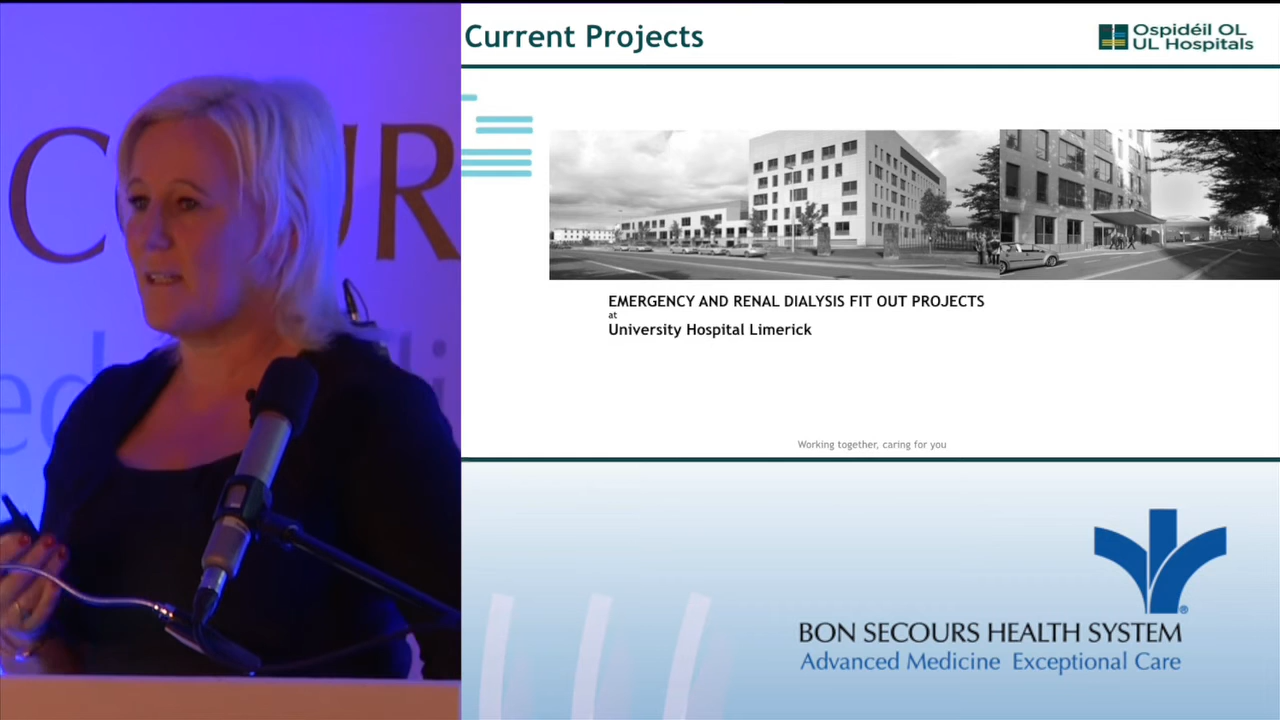 Current Projects
Ospidéil OL
UL Hospitals
EMERGENCY AND RENAL DIALYSIS FIT OUT PROJECTS
at
University Hospital Limerick
Working together, caring for you
BON SECOURS HEALTH SYSTEM
Advanced Medicine Exceptional Care